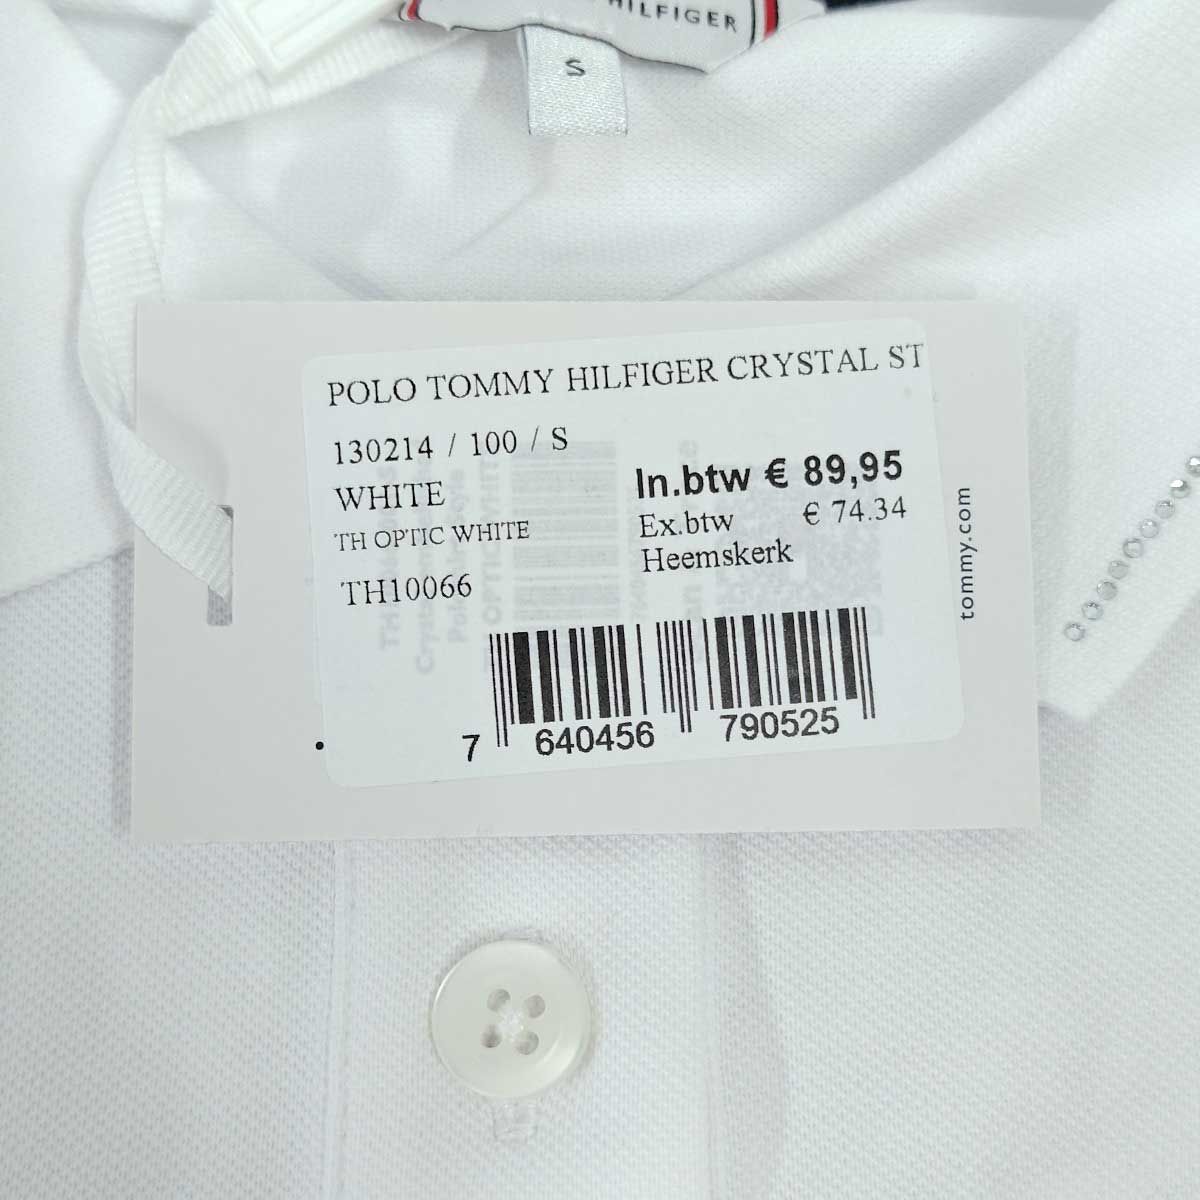 HILFIGER
S
POLO TOMMY HILFIGER CRYSTAL ST
130214 / 100 / S
WHITE
TH OPTIC WHITE
TH10066
In.btw € 89,95
Ex.btw € 74.34
Heemskerk
tommy.com
7 640456 790525